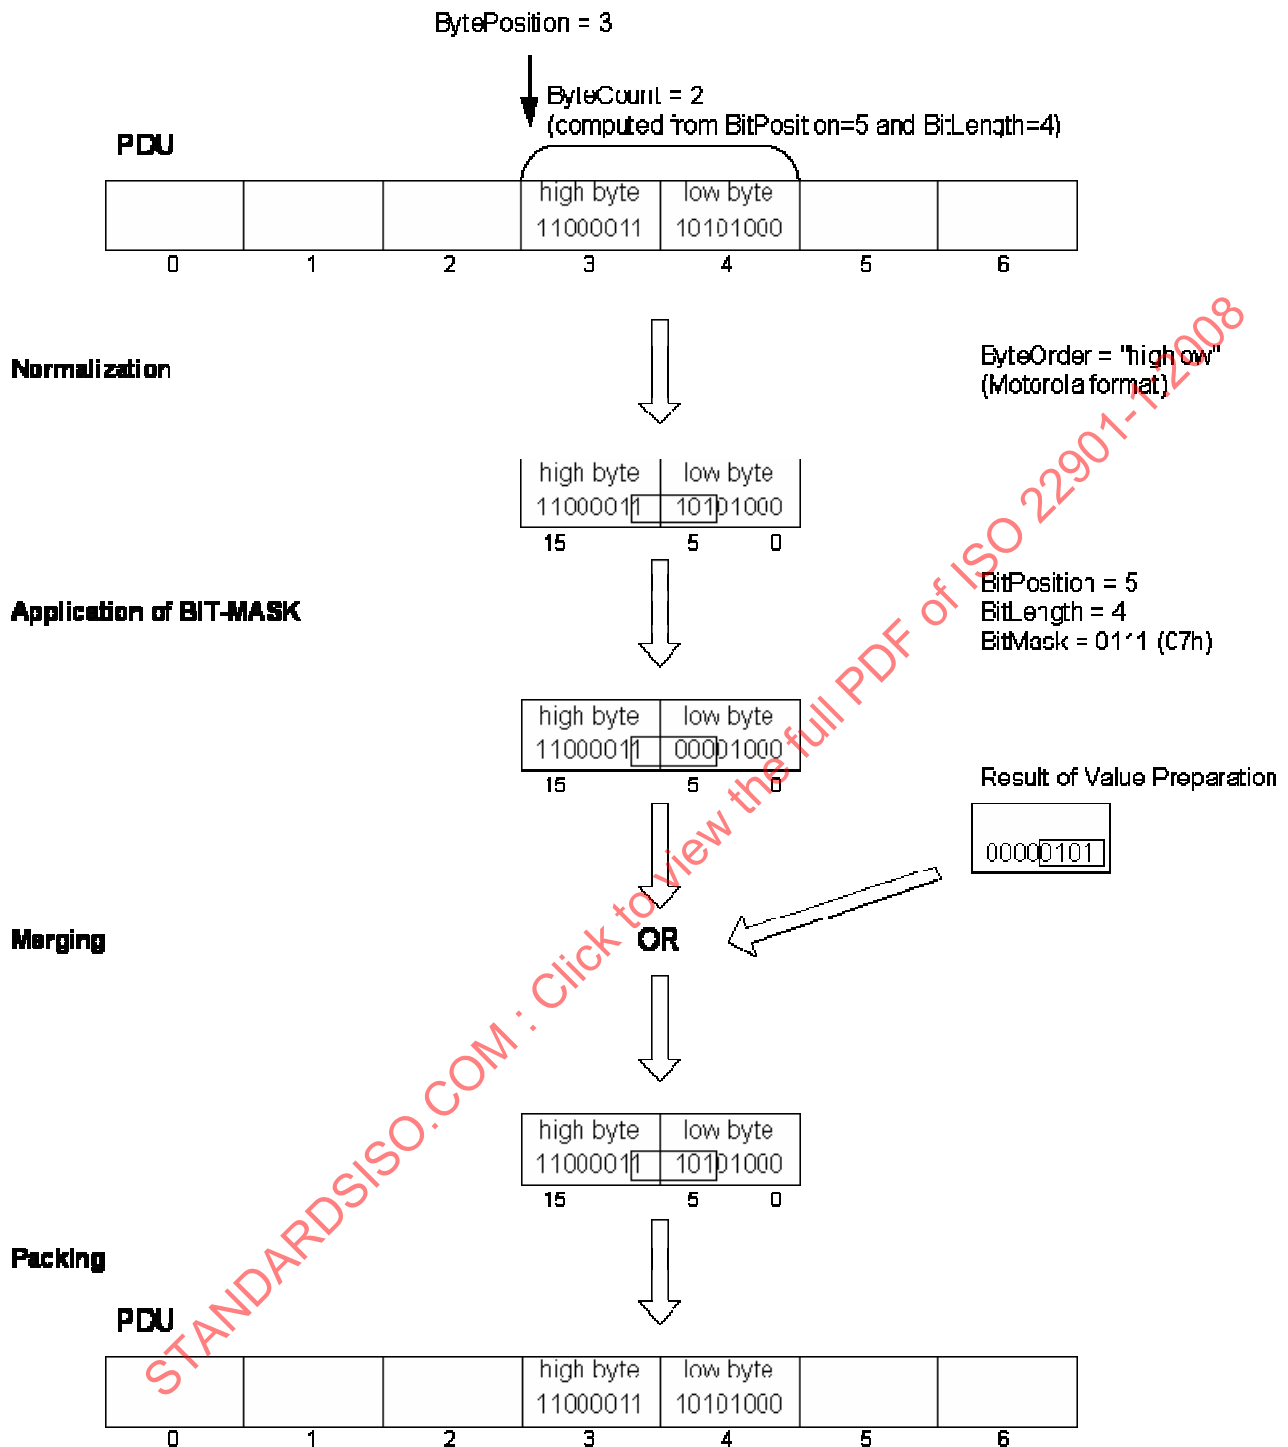 BytePosition = 3
ByteCount = 2
(computed from BitPosition=5 and BitLength=4)
PDU
high byte low byte
11000011 10101000
0 1 2 3 4 5 6
Normalization
ByteOrder = "high ow"
(Motorola format)
high byte low byte
11000011 10101000
15 5 0
Application of BIT-MASK
BitPosition = 5
BitLength = 4
BitMask = 0111 (07h)
high byte low byte
11000011 00001000
15 5 0
Result of Value Preparation
00000101
Merging
OR
high byte low byte
11000011 10101000
15 5 0
Packing
PDU
high byte low byte
11000011 10101000
0 1 2 3 4 5 6
STANDARDSISO.COM : Click to view the full PDF of ISO 22901-1:2008